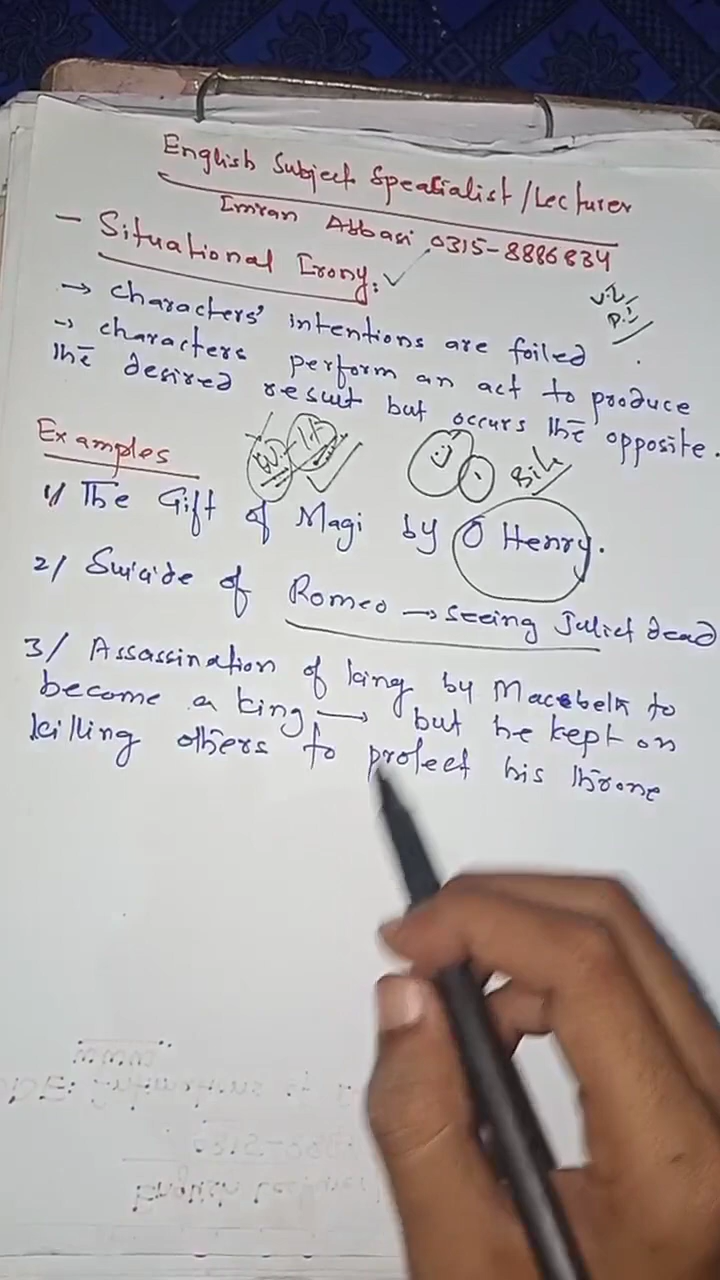 English Subject Specialist/Lecturer
Imran Abbasi 0315-8886834
- Situational Irony:
→ characters' intentions are foiled
→ characters perform an act to produce
the desired result but occurs the opposite.
Examples
1/ The Gift of Magi by O Henry.
2/ Suicide of Romeo → seeing Juliet dead
3/ Assassination of king by Macebeth to
become a king → but he kept on
killing others to protect his throne